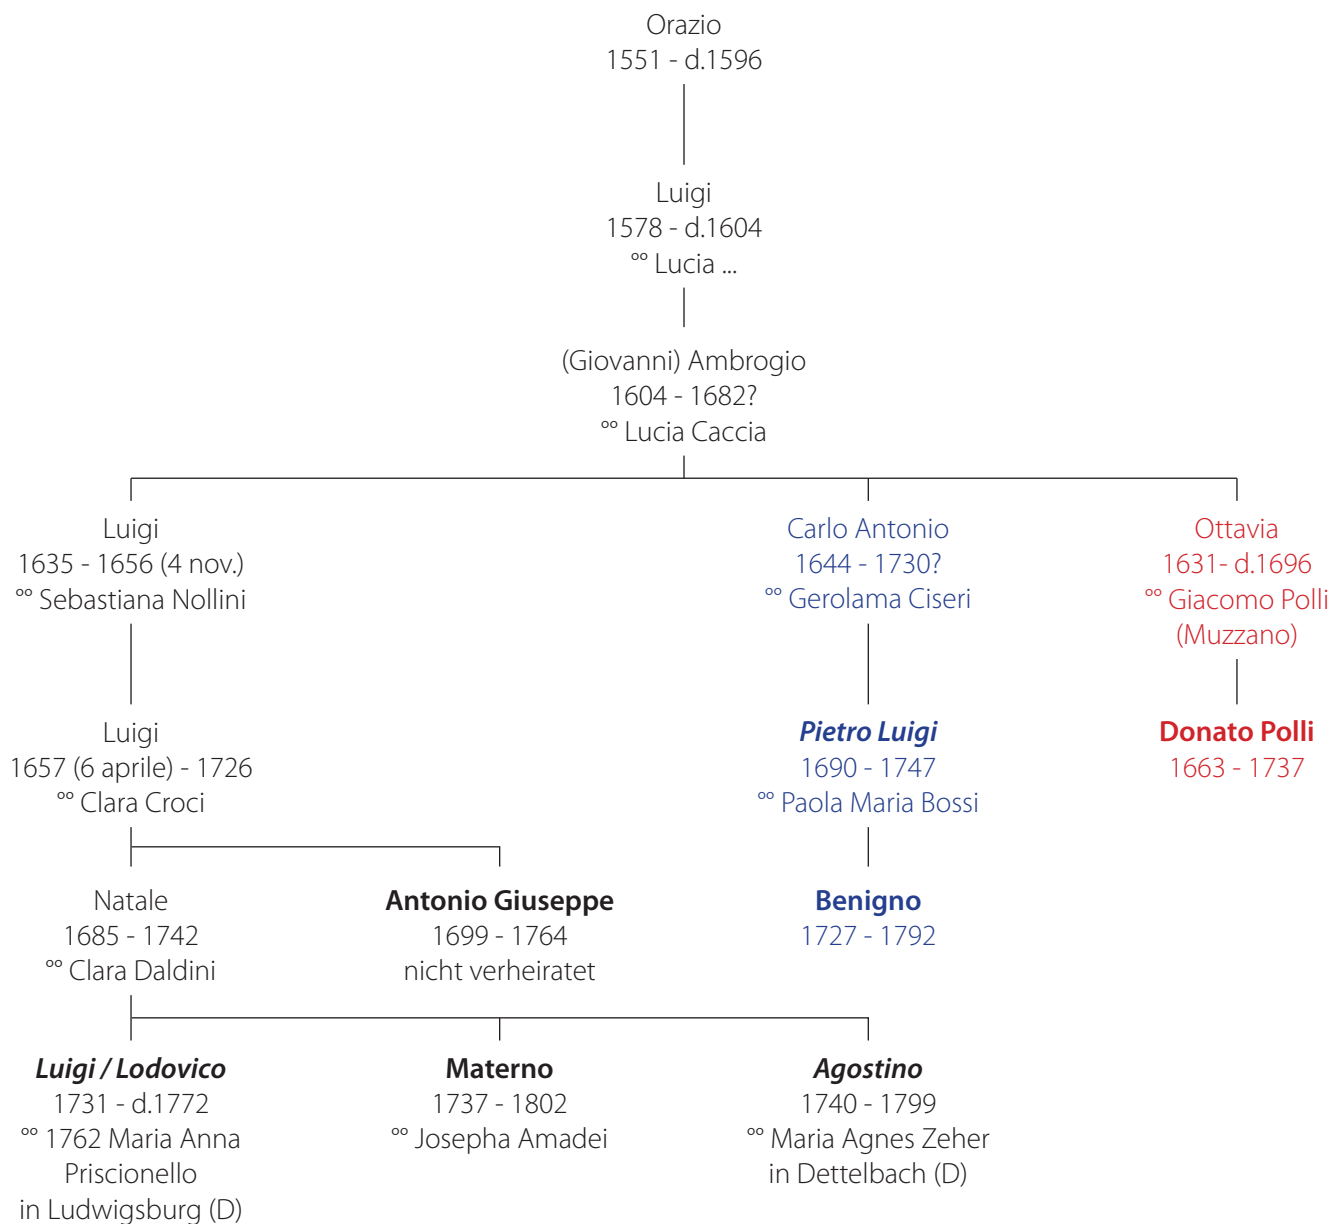 Orazio
1551 - d.1596
Luigi
1578 - d.1604
°° Lucia ...
(Giovanni) Ambrogio
1604 - 1682?
°° Lucia Caccia
Luigi
1635 - 1656 (4 nov.)
°° Sebastiana Nollini
Carlo Antonio
1644 - 1730?
°° Gerolama Ciseri
Ottavia
1631- d.1696
°° Giacomo Polli
(Muzzano)
Luigi
1657 (6 aprile) - 1726
°° Clara Croci
Pietro Luigi
1690 - 1747
°° Paola Maria Bossi
Donato Polli
1663 - 1737
Natale
1685 - 1742
°° Clara Daldini
Antonio Giuseppe
1699 - 1764
nicht verheiratet
Benigno
1727 - 1792
Luigi / Lodovico
1731 - d.1772
°° 1762 Maria Anna
Priscionello
in Ludwigsburg (D)
Materno
1737 - 1802
°° Josepha Amadei
Agostino
1740 - 1799
°° Maria Agnes Zeher
in Dettelbach (D)